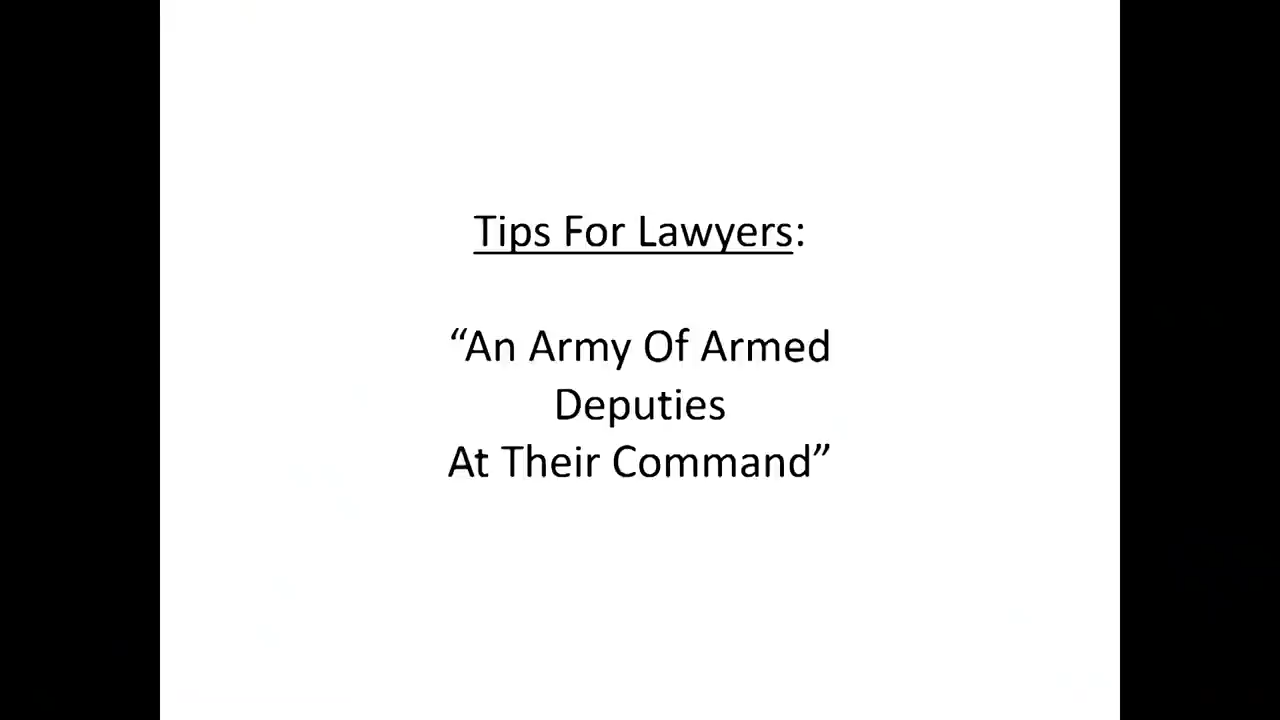 Tips For Lawyers:
“An Army Of Armed
Deputies
At Their Command”